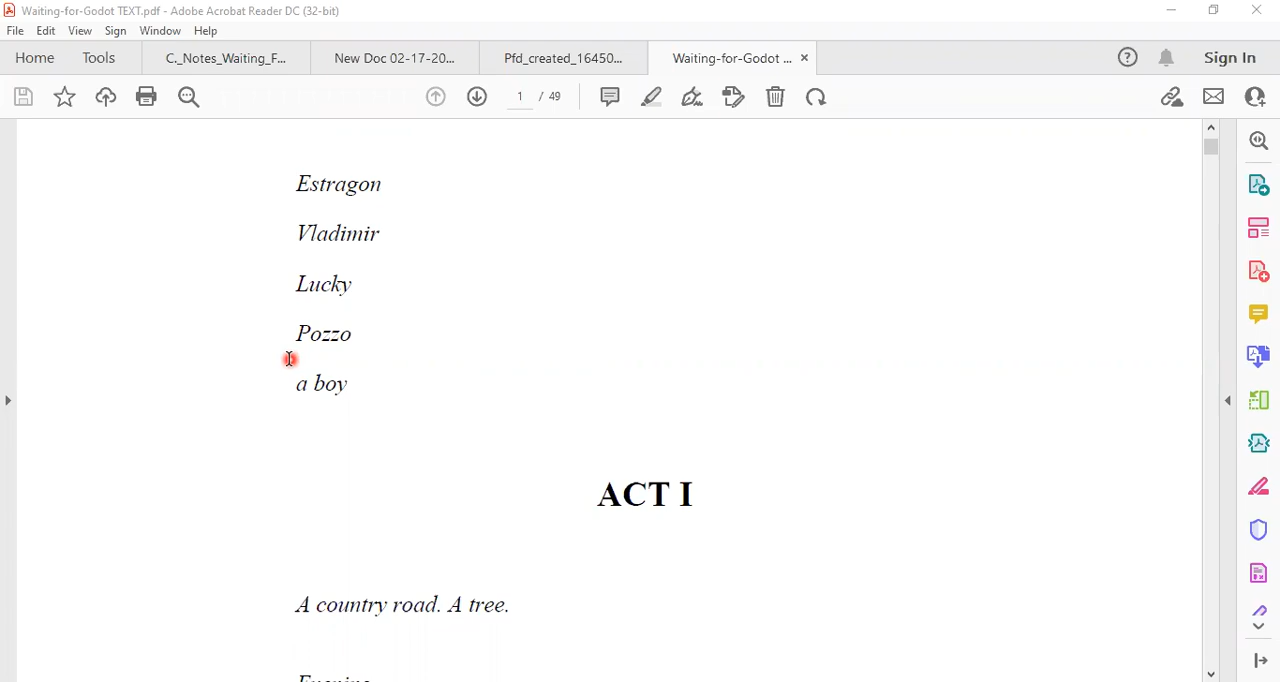 Waiting-for-Godot TEXT.pdf - Adobe Acrobat Reader DC (32-bit)
File Edit View Sign Window Help
Home Tools C._Notes_Waiting_F... New Doc 02-17-20... Pfd_created_16450... Waiting-for-Godot ... Sign In
1 / 49
Estragon
Vladimir
Lucky
Pozzo
a boy
ACT I
A country road. A tree.
Evening